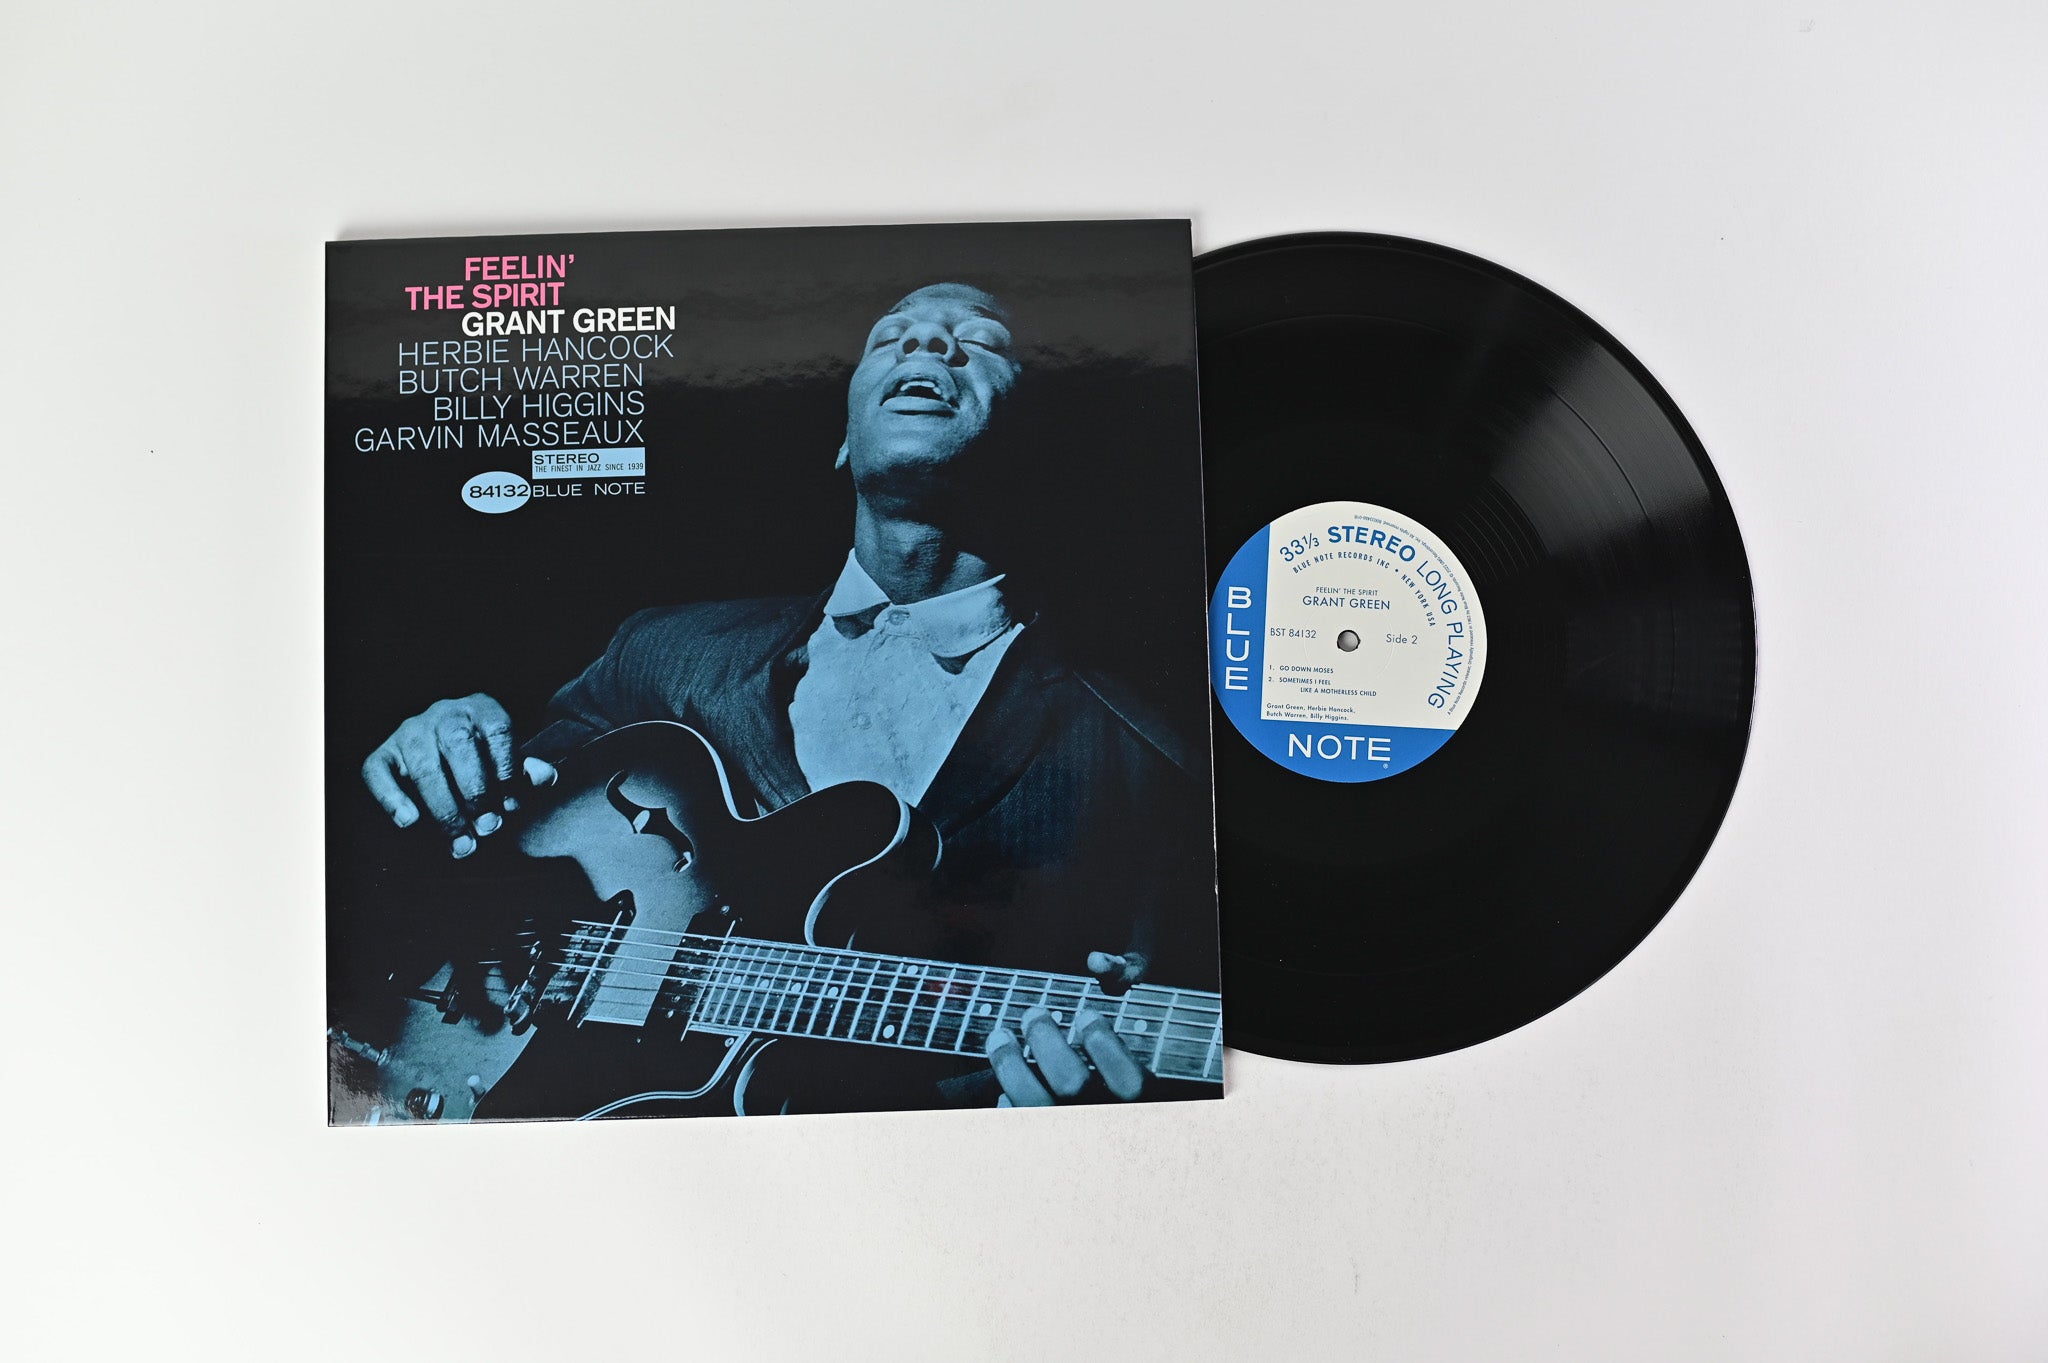 FEELIN'
THE SPIRIT
GRANT GREEN
HERBIE HANCOCK
BUTCH WARREN
BILLY HIGGINS
GARVIN MASSEAUX
STEREO
THE FINEST IN JAZZ SINCE 1939
84132 BLUE NOTE
33⅓ STEREO LONG PLAYING
BLUE NOTE RECORDS INC • NEW YORK USA
FEELIN' THE SPIRIT
GRANT GREEN
BST 84132
Side 2
1. GO DOWN MOSES
2. SOMETIMES I FEEL
LIKE A MOTHERLESS CHILD
Grant Green, Herbie Hancock,
Butch Warren, Billy Higgins.
BLUE
NOTE
®